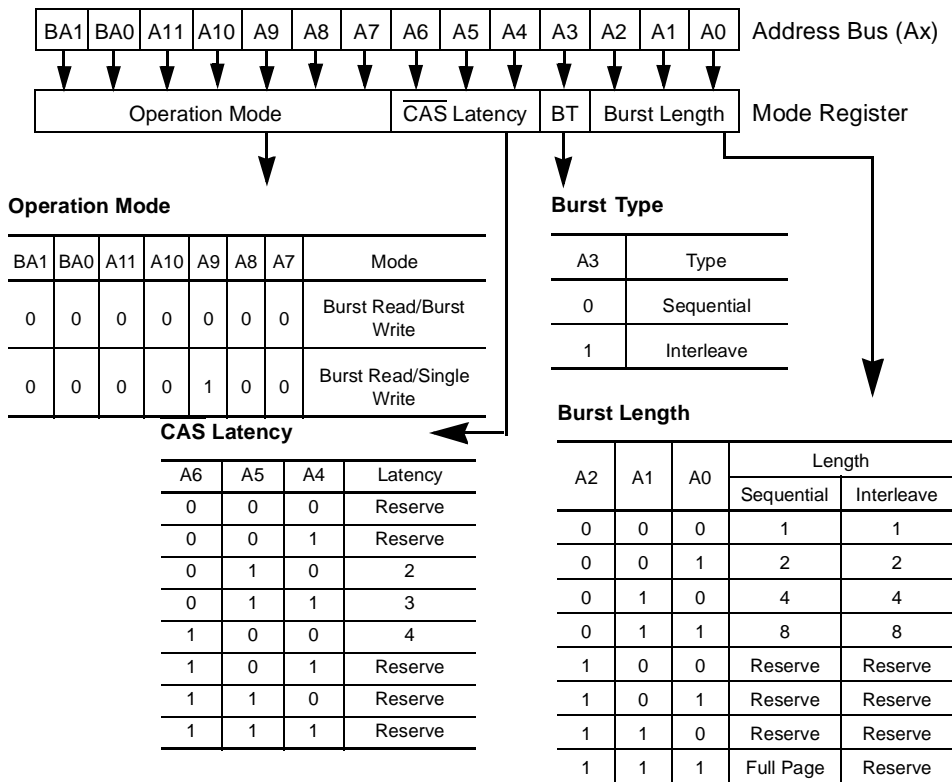 BA1 BA0 A11 A10 A9 A8 A7 A6 A5 A4 A3 A2 A1 A0 Address Bus (Ax)
Operation Mode CAS Latency BT Burst Length Mode Register
Operation Mode
BA1 BA0 A11 A10 A9 A8 A7 Mode
0 0 0 0 0 0 0 Burst Read/Burst
Write
0 0 0 0 1 0 0 Burst Read/Single
Write
Burst Type
A3 Type
0 Sequential
1 Interleave
CAS Latency
A6 A5 A4 Latency
0 0 0 Reserve
0 0 1 Reserve
0 1 0 2
0 1 1 3
1 0 0 4
1 0 1 Reserve
1 1 0 Reserve
1 1 1 Reserve
Burst Length
A2 A1 A0 Length
Sequential Interleave
0 0 0 1 1
0 0 1 2 2
0 1 0 4 4
0 1 1 8 8
1 0 0 Reserve Reserve
1 0 1 Reserve Reserve
1 1 0 Reserve Reserve
1 1 1 Full Page Reserve